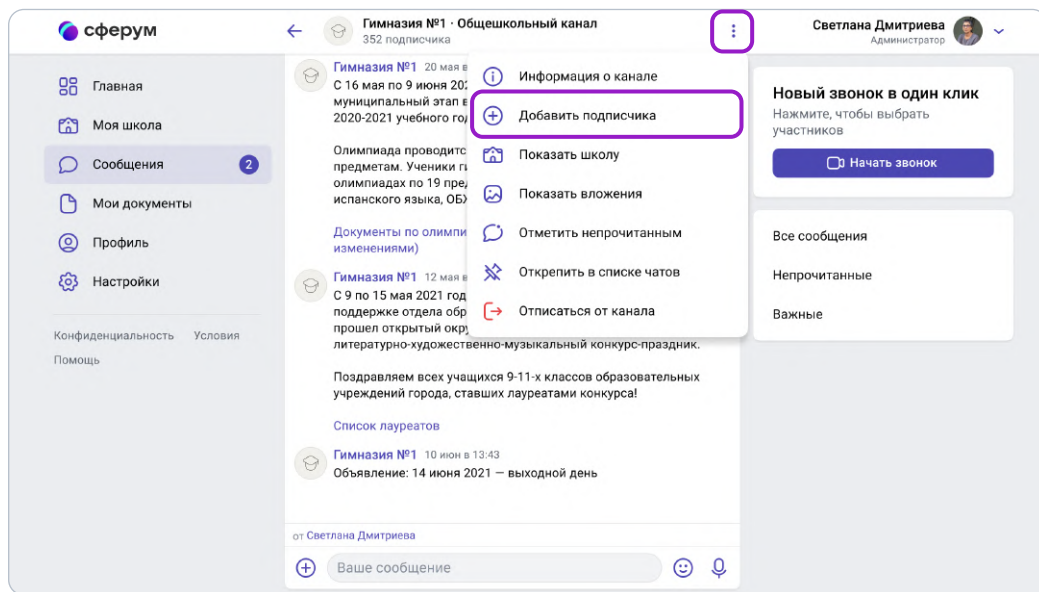 сферум
Главная
Моя школа
Сообщения 2
Мои документы
Профиль
Настройки
Конфиденциальность Условия
Помощь
Гимназия №1 · Общешкольный канал
352 подписчика
Гимназия №1 20 мая в
С 16 мая по 9 июня 202
муниципальный этап в
2020-2021 учебного го
Олимпиада проводитс
предметам. Ученики ги
олимпиадах по 19 пред
испанского языка, ОБЖ
Документы по олимпи
изменениями)
Гимназия №1 12 мая в
С 9 по 15 мая 2021 год
поддержке отдела обр
прошел открытый окру
литературно-художественно-музыкальный конкурс-праздник.
Поздравляем всех учащихся 9-11-х классов образовательных
учреждений города, ставших лауреатами конкурса!
Список лауреатов
Гимназия №1 10 июн в 13:43
Объявление: 14 июня 2021 — выходной день
от Светлана Дмитриева
Ваше сообщение
Информация о канале
Добавить подписчика
Показать школу
Показать вложения
Отметить непрочитанным
Открепить в списке чатов
Отписаться от канала
Светлана Дмитриева
Администратор
Новый звонок в один клик
Нажмите, чтобы выбрать
участников
Начать звонок
Все сообщения
Непрочитанные
Важные